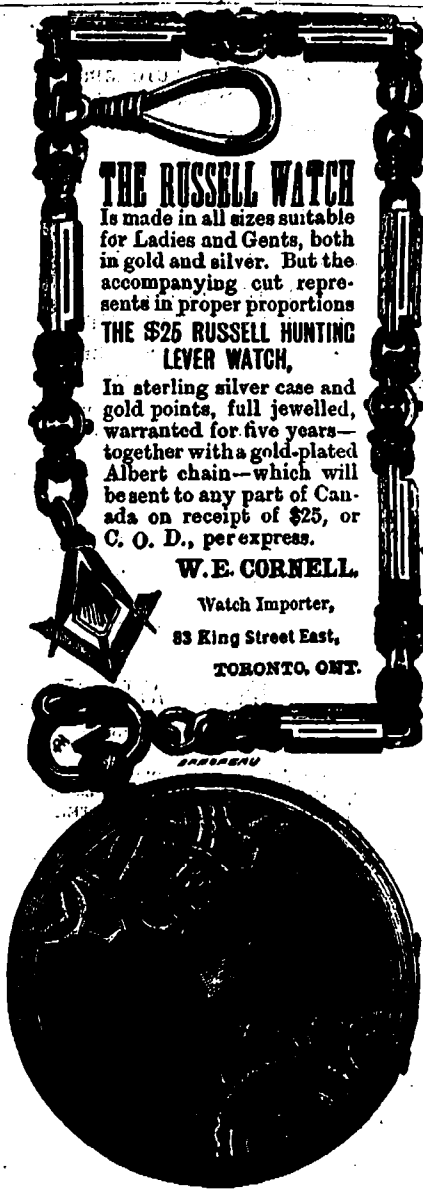 THE RUSSELL WATCH
Is made in all sizes suitable
for Ladies and Gents, both
in gold and silver. But the
accompanying cut repre-
sents in proper proportions
THE $25 RUSSELL HUNTING
LEVER WATCH,
In sterling silver case and
gold points, full jewelled,
warranted for five years—
together with a gold-plated
Albert chain—which will
be sent to any part of Can-
ada on receipt of $25, or
C. O. D., per express.
W. E. CORNELL,
Watch Importer,
83 King Street East,
TORONTO, ONT.